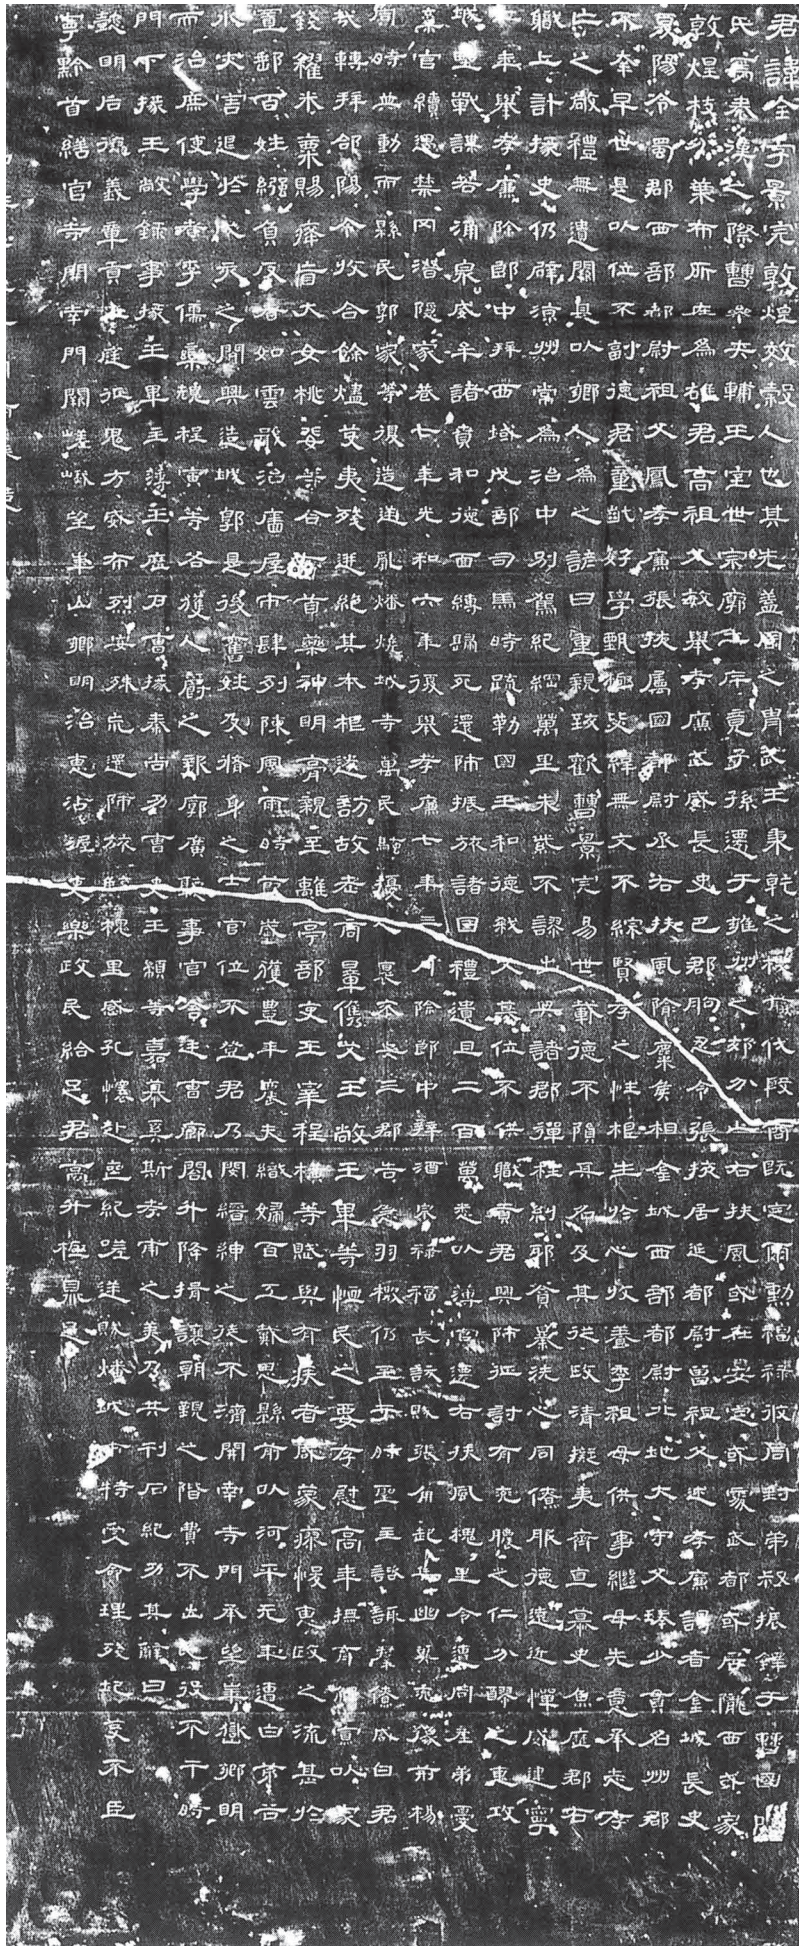 君諱全字景完敦煌效穀人也其先蓋周之胄武王秉乾之機翦伐殷商既定爾勳福祿攸同封弟叔振鐸于曹國因
氏焉秦漢之際曹參夾輔王室世宗廓土斥竟子孫遷于雍州之郊分止右扶風或在安定或處武都或居隴西或家
敦煌枝分葉布所在為雄君高祖父敏舉孝廉武威長史巴郡朐忍令張掖居延都尉曾祖父述孝廉謁者金城長史
夏陽令蜀郡西部都尉祖父鳳孝廉張掖屬國都尉丞右扶風隃麋侯相金城西部都尉北地大守父琫少貫名州郡
不幸早世是以位不副德君童齔好學甄極毖緯無文不綜賢孝之性根生於心收養季祖母供事繼母先意承志存
亡之敬禮無遺闕是以鄉人為之諺曰重親致歡曹景完易世載德不隕其名及其從政清擬夷齊直慕史魚歷郡右
職上計掾史仍辟涼州常為治中別駕紀綱萬里朱紫不謬出典諸郡彈枉糾邪貪暴洗心同僚服德遠近憚威建寧
二年舉孝廉除郎中拜西域戊部司馬時疏勒國王和德弒父篡位不供職貢君興師征討有吮膿之仁分醪之惠攻
城野戰謀若涌泉威牟諸賁和德面縛歸死還師振旅諸國禮遺且二百萬悉以簿官遷右扶風槐里令遭同產弟憂
棄官續遇禁冈潛隱家巷七年光和六年復舉孝廉七年三月除郎中拜酒泉祿福長訞賊張角起兵幽冀兗豫荊楊
同時並動而縣民郭家等復造逆亂燔燒城寺萬民騷擾人裹不安三郡告急羽檄仍至于時聖主諮諏群僚咸曰君
哉轉拜郃陽令收合餘燼芟夷殘迸絕其本根遂訪故老商量儁艾王敞王畢等恤民之要存慰高年撫育鰥寡以家
錢糴米粟賜癃盲大女桃婓等合七首藥神明膏親至離亭部吏王宰程橫等賦與有疾者咸蒙瘳悛惠政之流甚於
置郵百姓繦負反者如雲戢治廧屋市肆列陳風雨時節歲獲豐年農夫織婦百工戴恩縣前以河平元年遭白茅谷
水灾害退於戌亥之間興造城郭是後舊姓及脩身之士官位不登君乃閔縉紳之徒不濟開南寺門承望華嶽鄉明
而治庶使學者李儒欒規程寅等各獲人爵之報廓廣聽事官舍廷曹廊閤升降揖讓朝覲之階費不出民役不干時
門下掾王敞錄事掾王畢主簿王歷戶曹掾秦尚功曹史王顓等嘉慕奚斯考甫之美乃共刊石紀功其辭曰
懿明后德義章貢王庭征鬼方威布烈安殊荒還師旅臨槐里感孔懷赴喪紀嗟逆賊燔城市特受命理殘圮芟不臣
寧黔首繕官寺開南門闕嵯峨望華山鄉明治惠沾渥吏樂政民給足君高升極鼎足